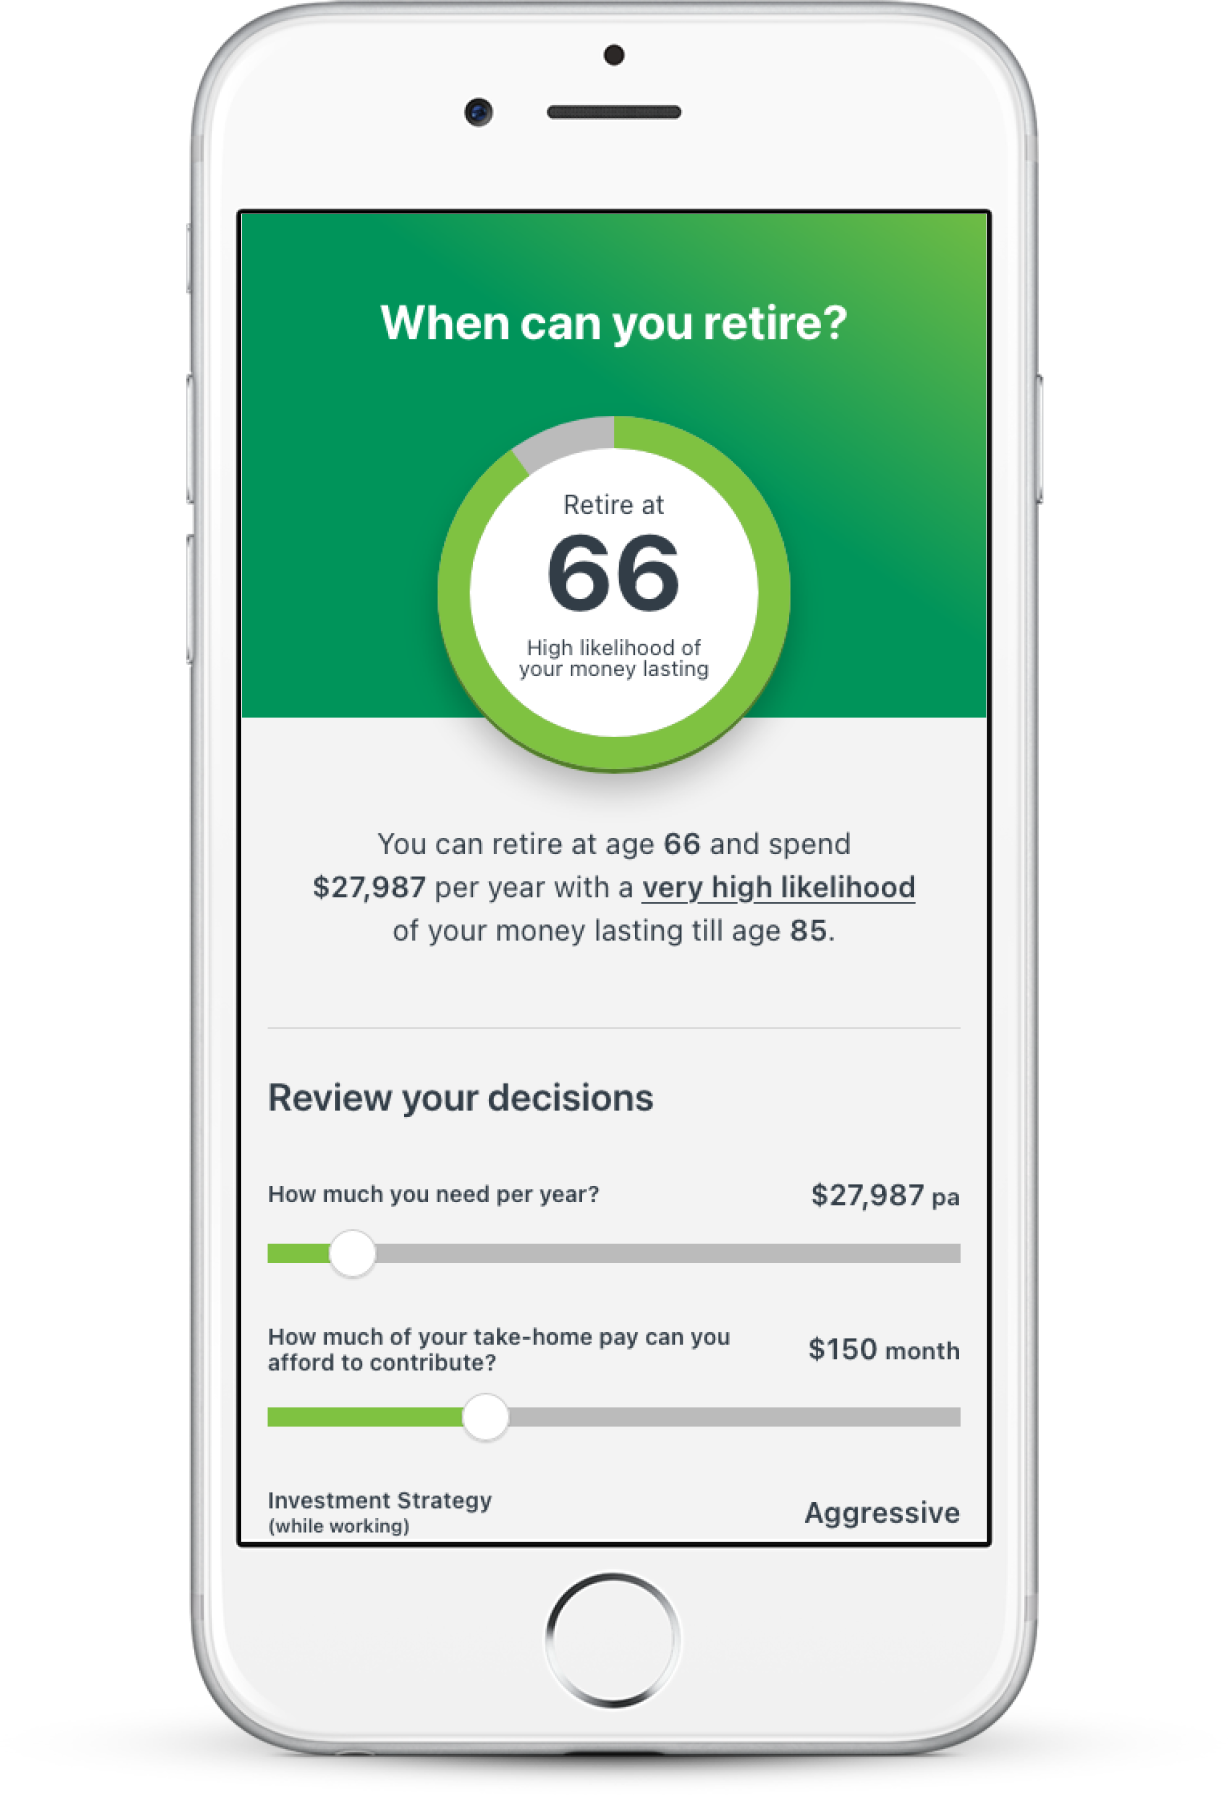 When can you retire?
Retire at
66
High likelihood of
your money lasting
You can retire at age 66 and spend
$27,987 per year with a very high likelihood
of your money lasting till age 85.
Review your decisions
How much you need per year?
$27,987 pa
How much of your take-home pay can you
afford to contribute?
$150 month
Investment Strategy
(while working)
Aggressive